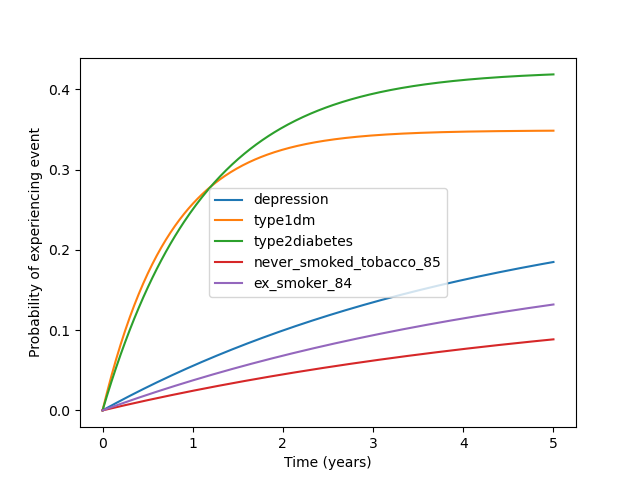 Probability of experiencing event
0.4
0.3
0.2
0.1
0.0
depression
type1dm
type2diabetes
never_smoked_tobacco_85
ex_smoker_84
0 1 2 3 4 5
Time (years)